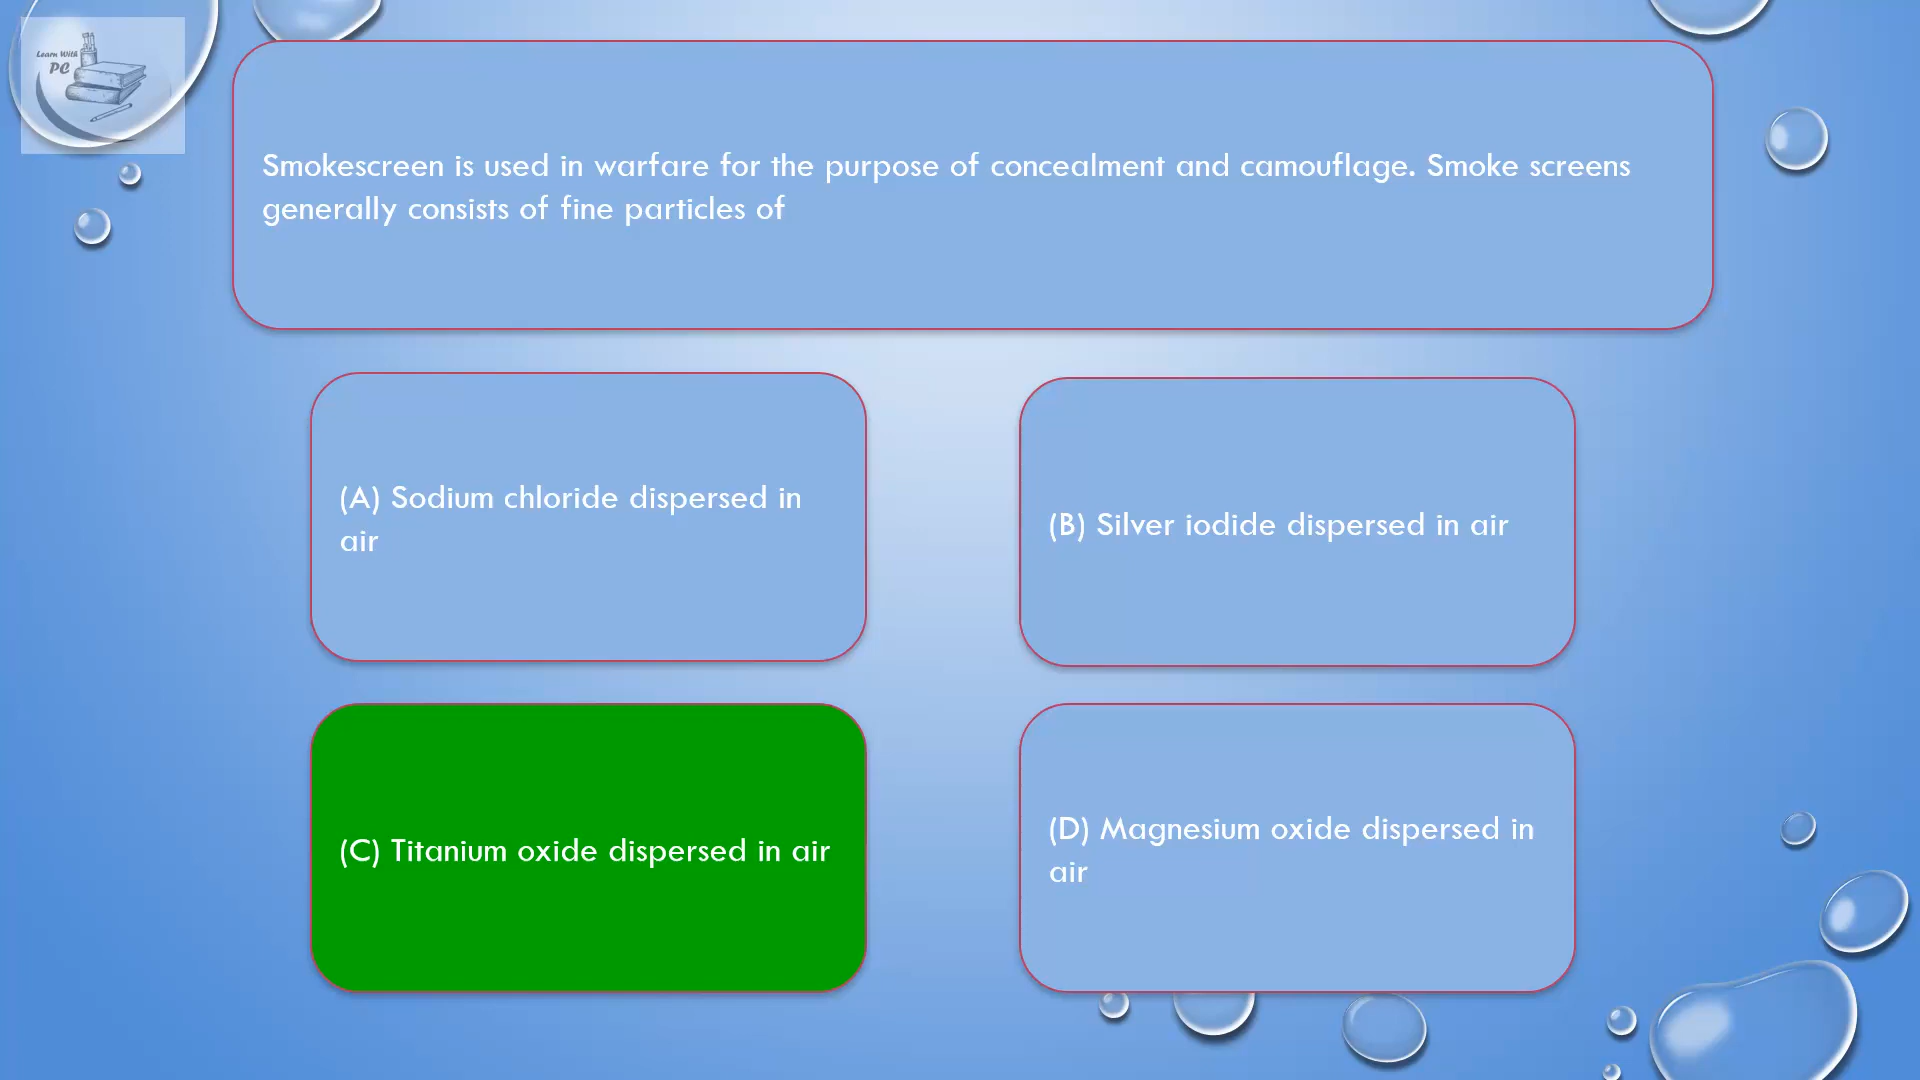 Learn With
PC
Smokescreen is used in warfare for the purpose of concealment and camouflage. Smoke screens
generally consists of fine particles of
(A) Sodium chloride dispersed in
air
(B) Silver iodide dispersed in air
(C) Titanium oxide dispersed in air
(D) Magnesium oxide dispersed in
air